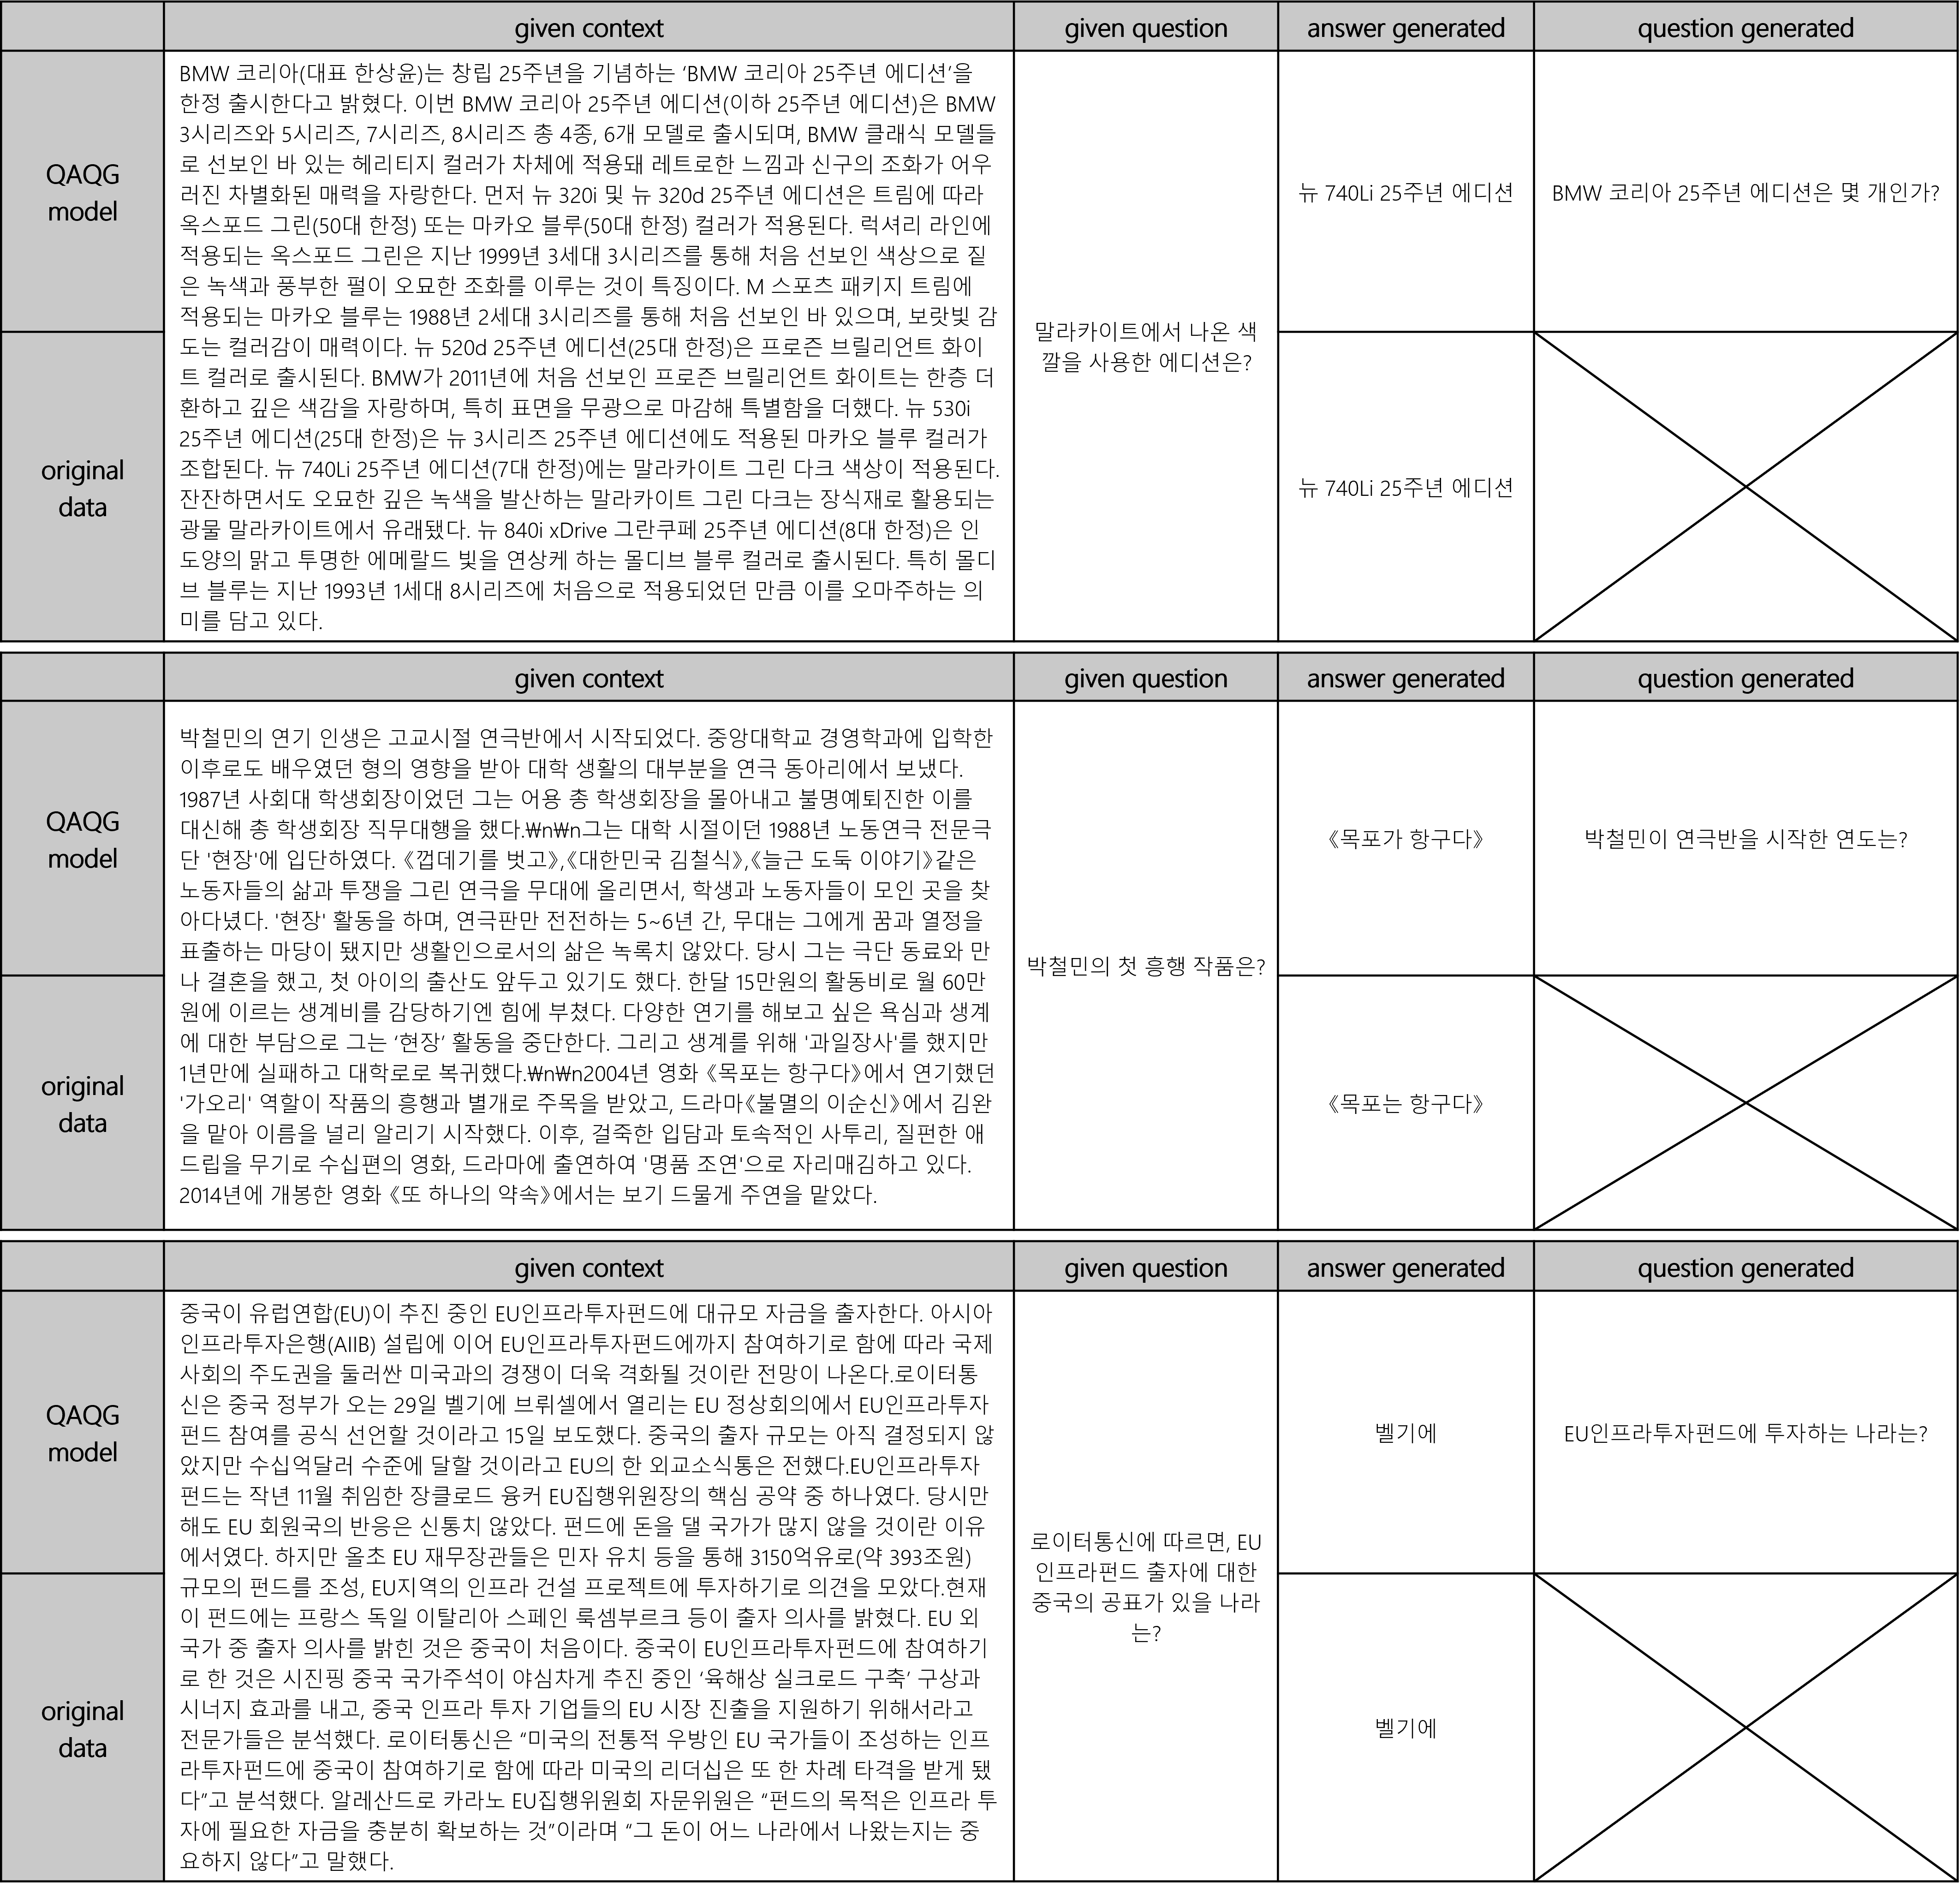 given context
given question
answer generated
question generated
QAQG
model
BMW 코리아(대표 한상윤)는 창립 25주년을 기념하는 ‘BMW 코리아 25주년 에디션’을
한정 출시한다고 밝혔다. 이번 BMW 코리아 25주년 에디션(이하 25주년 에디션)은 BMW
3시리즈와 5시리즈, 7시리즈, 8시리즈 총 4종, 6개 모델로 출시되며, BMW 클래식 모델들
로 선보인 바 있는 헤리티지 컬러가 차체에 적용돼 레트로한 느낌과 신구의 조화가 어우
러진 차별화된 매력을 자랑한다. 먼저 뉴 320i 및 뉴 320d 25주년 에디션은 트림에 따라
옥스포드 그린(50대 한정) 또는 마카오 블루(50대 한정) 컬러가 적용된다. 럭셔리 라인에
적용되는 옥스포드 그린은 지난 1999년 3세대 3시리즈를 통해 처음 선보인 색상으로 짙
은 녹색과 풍부한 펄이 오묘한 조화를 이루는 것이 특징이다. M 스포츠 패키지 트림에
적용되는 마카오 블루는 1988년 2세대 3시리즈를 통해 처음 선보인 바 있으며, 보랏빛 감
도는 컬러감이 매력이다. 뉴 520d 25주년 에디션(25대 한정)은 프로즌 브릴리언트 화이
트 컬러로 출시된다. BMW가 2011년에 처음 선보인 프로즌 브릴리언트 화이트는 한층 더
환하고 깊은 색감을 자랑하며, 특히 표면을 무광으로 마감해 특별함을 더했다. 뉴 530i
25주년 에디션(25대 한정)은 뉴 3시리즈 25주년 에디션에도 적용된 마카오 블루 컬러가
조합된다. 뉴 740Li 25주년 에디션(7대 한정)에는 말라카이트 그린 다크 색상이 적용된다.
잔잔하면서도 오묘한 깊은 녹색을 발산하는 말라카이트 그린 다크는 장식재로 활용되는
광물 말라카이트에서 유래됐다. 뉴 840i xDrive 그란쿠페 25주년 에디션(8대 한정)은 인
도양의 맑고 투명한 에메랄드 빛을 연상케 하는 몰디브 블루 컬러로 출시된다. 특히 몰디
브 블루는 지난 1993년 1세대 8시리즈에 처음으로 적용되었던 만큼 이를 오마주하는 의
미를 담고 있다.
말라카이트에서 나온 색
깔을 사용한 에디션은?
뉴 740Li 25주년 에디션
BMW 코리아 25주년 에디션은 몇 개인가?
original
data
뉴 740Li 25주년 에디션
given context
given question
answer generated
question generated
QAQG
model
박철민의 연기 인생은 고교시절 연극반에서 시작되었다. 중앙대학교 경영학과에 입학한
이후로도 배우였던 형의 영향을 받아 대학 생활의 대부분을 연극 동아리에서 보냈다.
1987년 사회대 학생회장이었던 그는 어용 총 학생회장을 몰아내고 불명예퇴진한 이를
대신해 총 학생회장 직무대행을 했다.₩n₩n그는 대학 시절이던 1988년 노동연극 전문극
단 '현장'에 입단하였다. 《껍데기를 벗고》,《대한민국 김철식》,《늘근 도둑 이야기》같은
노동자들의 삶과 투쟁을 그린 연극을 무대에 올리면서, 학생과 노동자들이 모인 곳을 찾
아다녔다. '현장' 활동을 하며, 연극판만 전전하는 5~6년 간, 무대는 그에게 꿈과 열정을
표출하는 마당이 됐지만 생활인으로서의 삶은 녹록치 않았다. 당시 그는 극단 동료와 만
나 결혼을 했고, 첫 아이의 출산도 앞두고 있기도 했다. 한달 15만원의 활동비로 월 60만
원에 이르는 생계비를 감당하기엔 힘에 부쳤다. 다양한 연기를 해보고 싶은 욕심과 생계
에 대한 부담으로 그는 ‘현장’ 활동을 중단한다. 그리고 생계를 위해 '과일장사'를 했지만
1년만에 실패하고 대학로로 복귀했다.₩n₩n2004년 영화 《목포는 항구다》에서 연기했던
'가오리' 역할이 작품의 흥행과 별개로 주목을 받았고, 드라마《불멸의 이순신》에서 김완
을 맡아 이름을 널리 알리기 시작했다. 이후, 걸죽한 입담과 토속적인 사투리, 질펀한 애
드립을 무기로 수십편의 영화, 드라마에 출연하여 '명품 조연'으로 자리매김하고 있다.
2014년에 개봉한 영화 《또 하나의 약속》에서는 보기 드물게 주연을 맡았다.
박철민의 첫 흥행 작품은?
《목포가 항구다》
박철민이 연극반을 시작한 연도는?
original
data
《목포는 항구다》
given context
given question
answer generated
question generated
QAQG
model
중국이 유럽연합(EU)이 추진 중인 EU인프라투자펀드에 대규모 자금을 출자한다. 아시아
인프라투자은행(AIIB) 설립에 이어 EU인프라투자펀드에까지 참여하기로 함에 따라 국제
사회의 주도권을 둘러싼 미국과의 경쟁이 더욱 격화될 것이란 전망이 나온다.로이터통
신은 중국 정부가 오는 29일 벨기에 브뤼셀에서 열리는 EU 정상회의에서 EU인프라투자
펀드 참여를 공식 선언할 것이라고 15일 보도했다. 중국의 출자 규모는 아직 결정되지 않
았지만 수십억달러 수준에 달할 것이라고 EU의 한 외교소식통은 전했다.EU인프라투자
펀드는 작년 11월 취임한 장클로드 융커 EU집행위원장의 핵심 공약 중 하나였다. 당시만
해도 EU 회원국의 반응은 신통치 않았다. 펀드에 돈을 댈 국가가 많지 않을 것이란 이유
에서였다. 하지만 올초 EU 재무장관들은 민자 유치 등을 통해 3150억유로(약 393조원)
규모의 펀드를 조성, EU지역의 인프라 건설 프로젝트에 투자하기로 의견을 모았다.현재
이 펀드에는 프랑스 독일 이탈리아 스페인 룩셈부르크 등이 출자 의사를 밝혔다. EU 외
국가 중 출자 의사를 밝힌 것은 중국이 처음이다. 중국이 EU인프라투자펀드에 참여하기
로 한 것은 시진핑 중국 국가주석이 야심차게 추진 중인 ‘육해상 실크로드 구축’ 구상과
시너지 효과를 내고, 중국 인프라 투자 기업들의 EU 시장 진출을 지원하기 위해서라고
전문가들은 분석했다. 로이터통신은 “미국의 전통적 우방인 EU 국가들이 조성하는 인프
라투자펀드에 중국이 참여하기로 함에 따라 미국의 리더십은 또 한 차례 타격을 받게 됐
다”고 분석했다. 알레산드로 카라노 EU집행위원회 자문위원은 “펀드의 목적은 인프라 투
자에 필요한 자금을 충분히 확보하는 것”이라며 “그 돈이 어느 나라에서 나왔는지는 중
요하지 않다”고 말했다.
로이터통신에 따르면, EU
인프라펀드 출자에 대한
중국의 공표가 있을 나라
는?
벨기에
EU인프라투자펀드에 투자하는 나라는?
original
data
벨기에